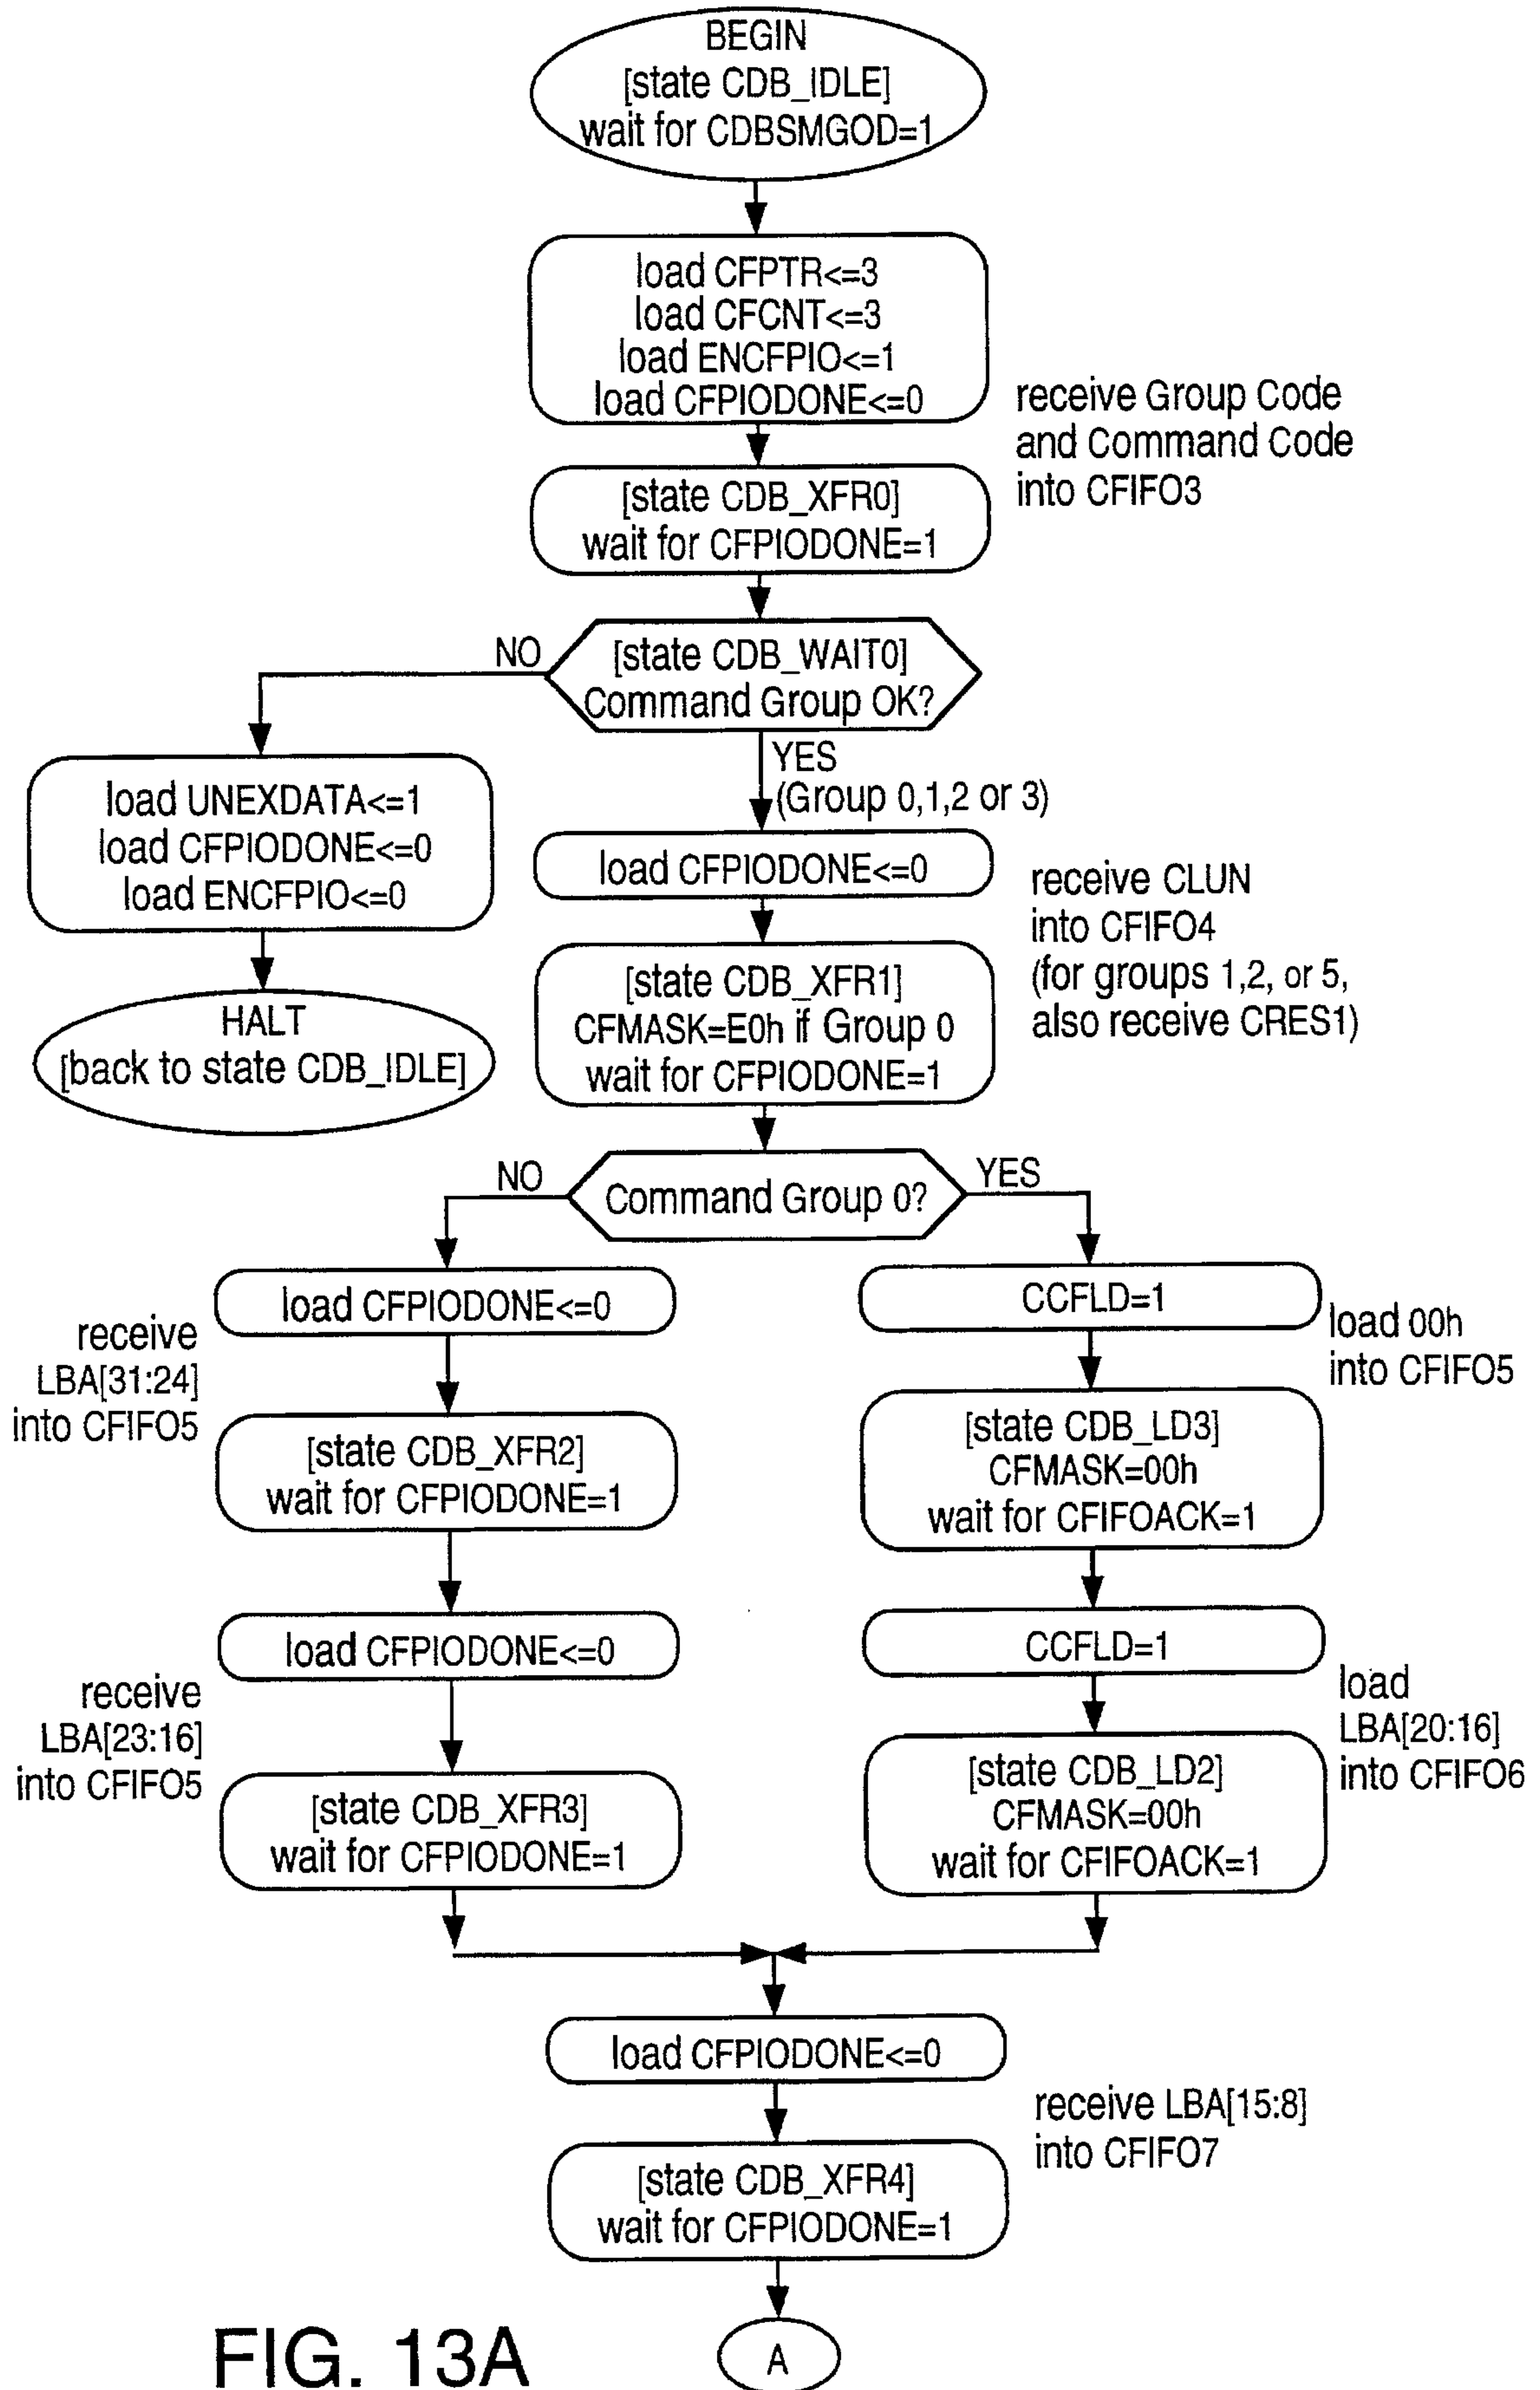 BEGIN
[state CDB_IDLE]
wait for CDBSMGOD=1
load CFPTR<=3
load CFCNT<=3
load ENCFPIO<=1
load CFPIODONE<=0
receive Group Code
and Command Code
into CFIFO3
[state CDB_XFR0]
wait for CFPIODONE=1
NO
[state CDB_WAIT0]
Command Group OK?
YES
(Group 0,1,2 or 3)
load UNEXDATA<=1
load CFPIODONE<=0
load ENCFPIO<=0
HALT
[back to state CDB_IDLE]
load CFPIODONE<=0
receive CLUN
into CFIFO4
(for groups 1,2, or 5,
also receive CRES1)
[state CDB_XFR1]
CFMASK=E0h if Group 0
wait for CFPIODONE=1
NO
Command Group 0?
YES
load CFPIODONE<=0
receive
LBA[31:24]
into CFIFO5
[state CDB_XFR2]
wait for CFPIODONE=1
load CFPIODONE<=0
receive
LBA[23:16]
into CFIFO5
[state CDB_XFR3]
wait for CFPIODONE=1
CCFLD=1
load 00h
into CFIFO5
[state CDB_LD3]
CFMASK=00h
wait for CFIFOACK=1
CCFLD=1
load
LBA[20:16]
into CFIFO6
[state CDB_LD2]
CFMASK=00h
wait for CFIFOACK=1
load CFPIODONE<=0
receive LBA[15:8]
into CFIFO7
[state CDB_XFR4]
wait for CFPIODONE=1
A
FIG. 13A